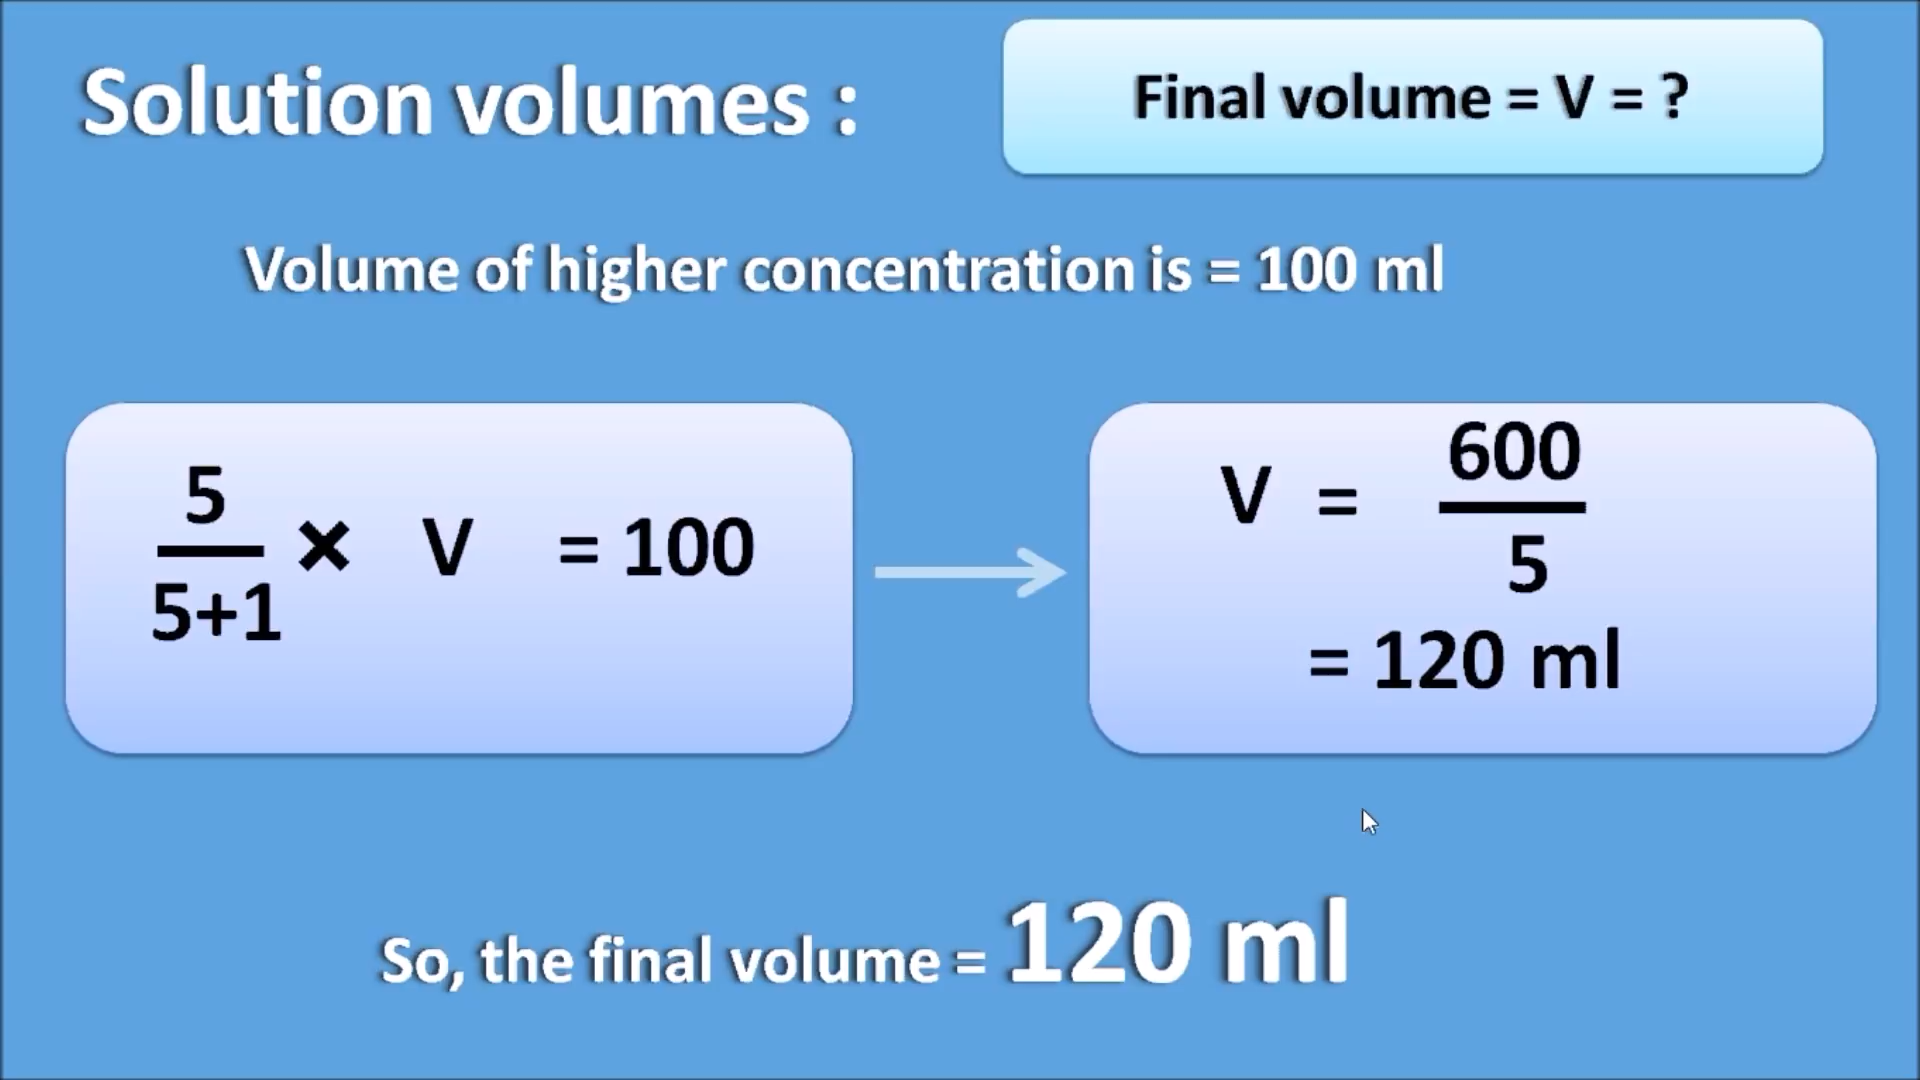 Solution volumes :
Final volume = V = ?
Volume of higher concentration is = 100 ml
5
5+1
× V = 100
V = 600
5
= 120 ml
So, the final volume = 120 ml